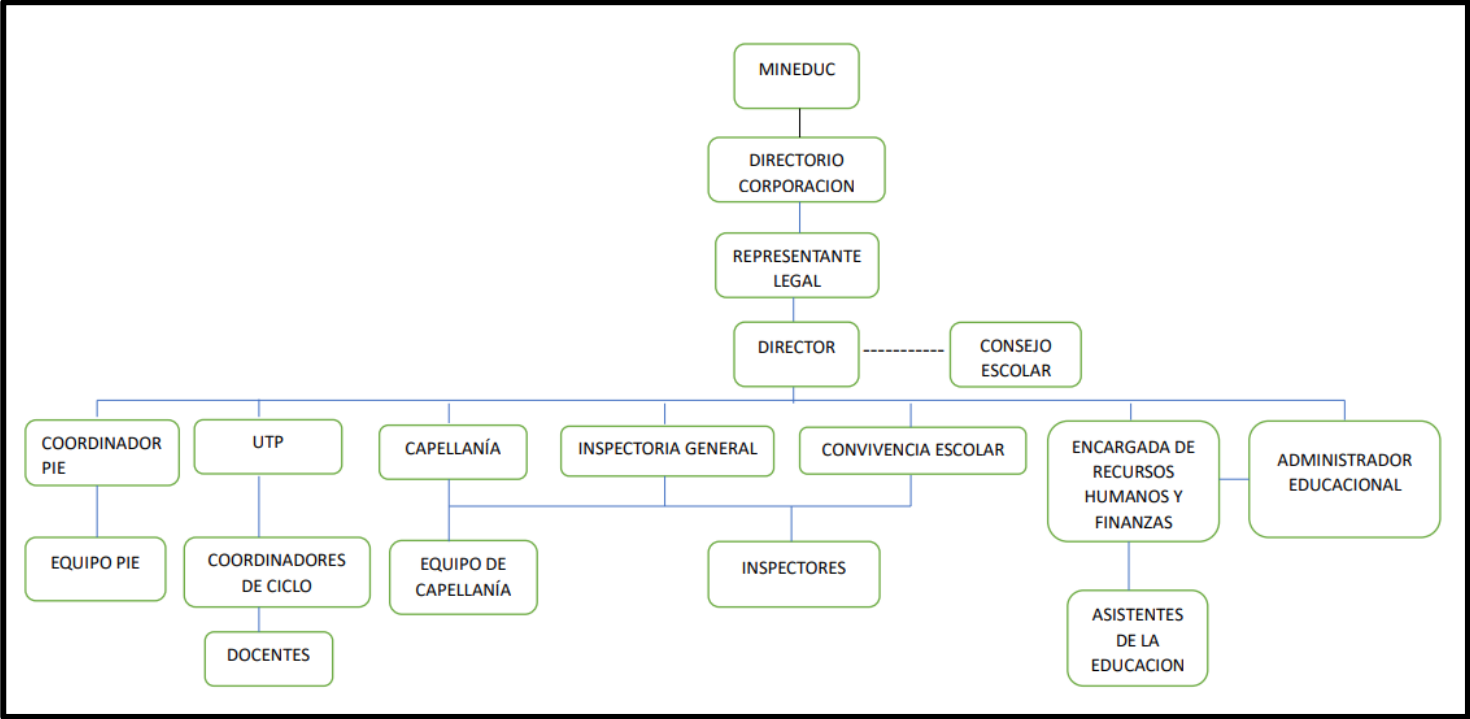 MINEDUC
DIRECTORIO
CORPORACION
REPRESENTANTE
LEGAL
DIRECTOR
CONSEJO
ESCOLAR
COORDINADOR
PIE
UTP
CAPELLANÍA
INSPECTORIA GENERAL
CONVIVENCIA ESCOLAR
ENCARGADA DE
RECURSOS
HUMANOS Y
FINANZAS
ADMINISTRADOR
EDUCACIONAL
EQUIPO PIE
COORDINADORES
DE CICLO
EQUIPO DE
CAPELLANÍA
INSPECTORES
ASISTENTES
DE LA
EDUCACION
DOCENTES